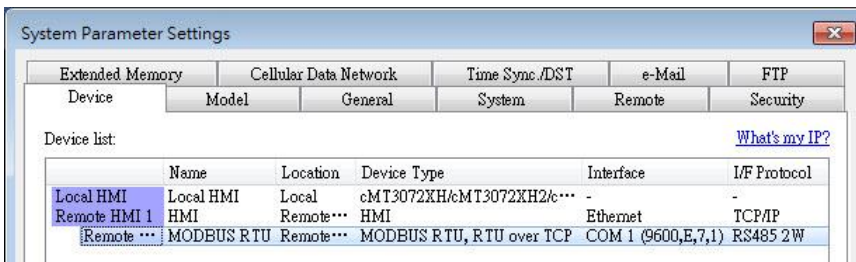 System Parameter Settings
Extended Memory Cellular Data Network Time Sync./DST e-Mail FTP
Device Model General System Remote Security
Device list: What's my IP?
Name Location Device Type Interface I/F Protocol
Local HMI Local HMI Local cMT3072XH/cMT3072XH2/c··· - -
Remote HMI 1 HMI Remote··· HMI Ethernet TCP/IP
Remote ··· MODBUS RTU Remote··· MODBUS RTU, RTU over TCP COM 1 (9600,E,7,1) RS485 2W